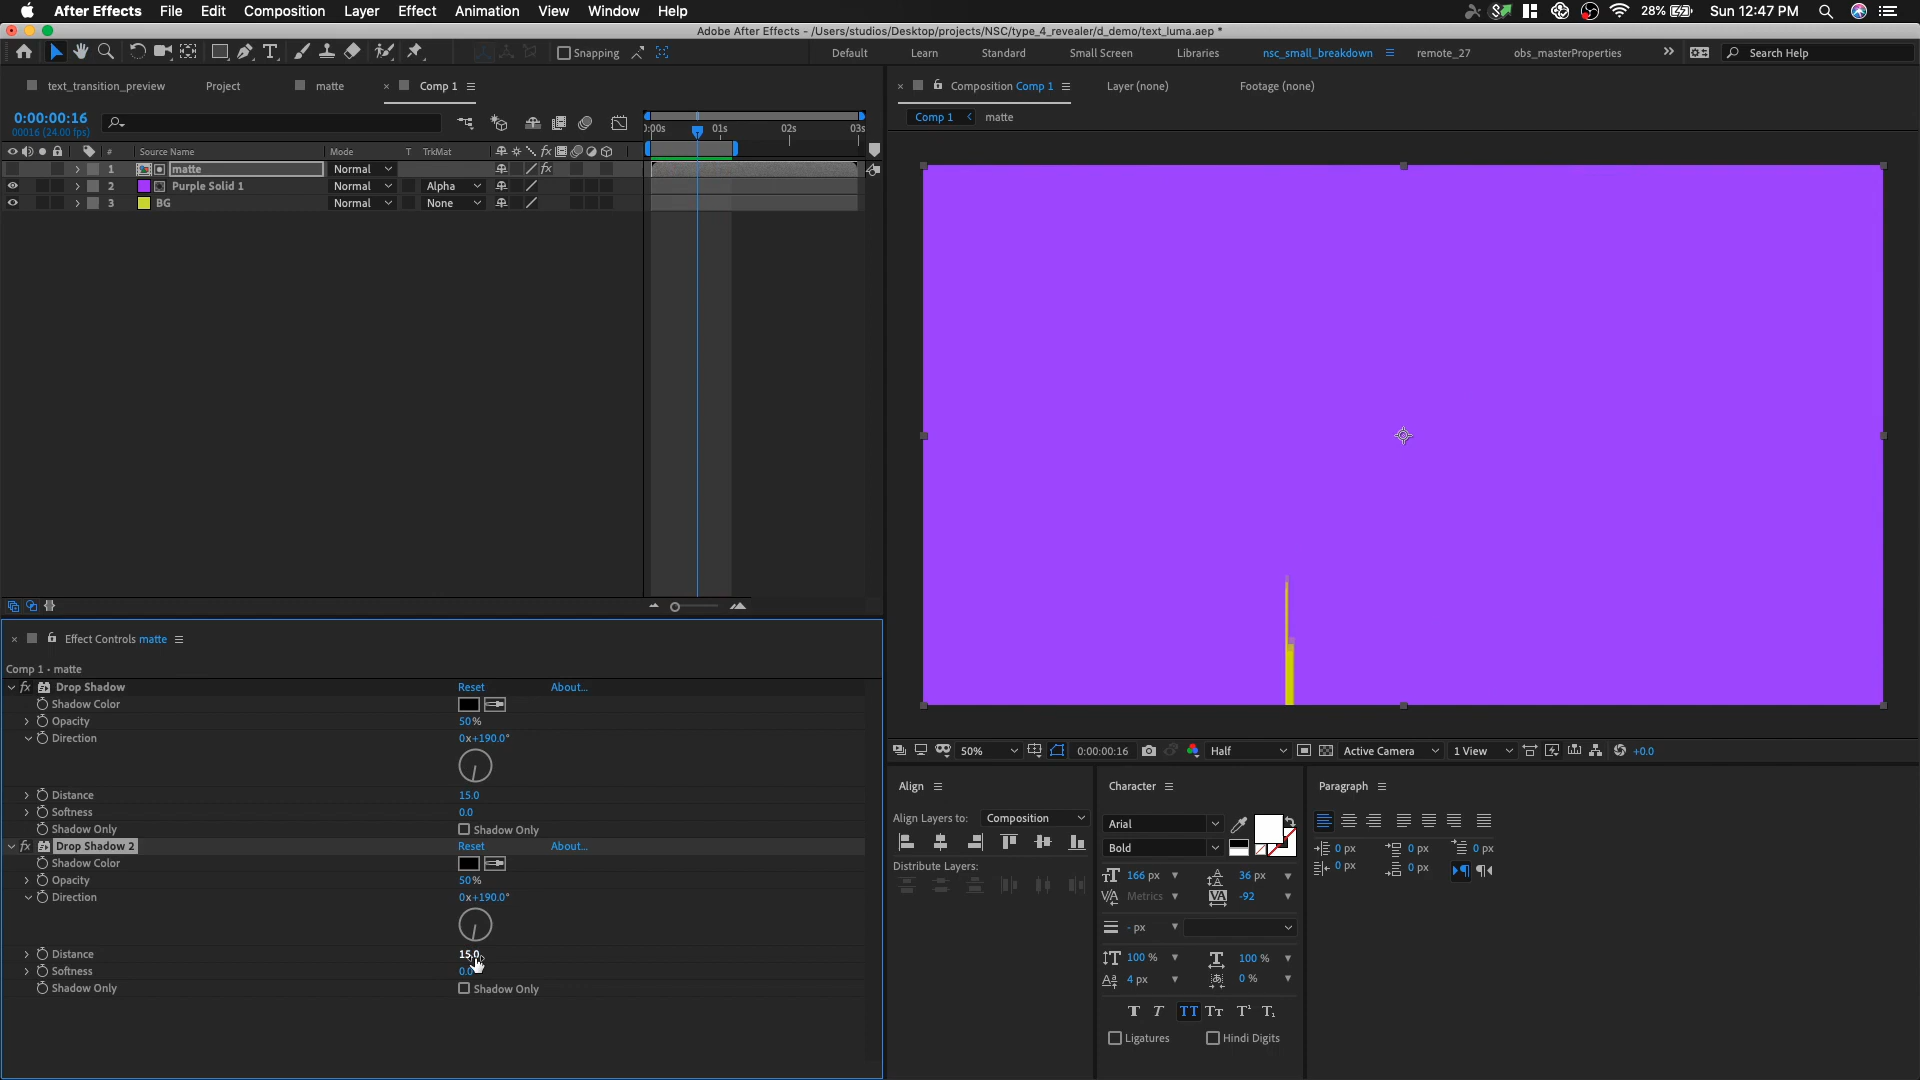 After Effects File Edit Composition Layer Effect Animation View Window Help 28% Sun 12:47 PM
Adobe After Effects - /Users/studios/Desktop/projects/NSC/type_4_revealer/d_demo/text_luma.aep *
Snapping Default Learn Standard Small Screen Libraries nsc_small_breakdown remote_27 obs_masterProperties Search Help
text_transition_preview Project matte Comp 1
Composition Comp 1 Layer (none) Footage (none)
0:00:00:16
00016 (24.00 fps)
Comp 1 matte
0:00s 01s 02s 03s
# Source Name Mode T TrkMat
1 matte Normal
2 Purple Solid 1 Normal Alpha
3 BG Normal None
Effect Controls matte
Comp 1 • matte
fx Drop Shadow Reset About...
Shadow Color
Opacity 50%
Direction 0x+190.0°
Distance 15.0
Softness 0.0
Shadow Only Shadow Only
fx Drop Shadow 2 Reset About...
Shadow Color
Opacity 50%
Direction 0x+190.0°
Distance 15.0
Softness 0.0
Shadow Only Shadow Only
50% 0:00:00:16 Half Active Camera 1 View +0.0
Align
Align Layers to: Composition
Distribute Layers:
Character
Arial
Bold
166 px 36 px
Metrics -92
- px
100 % 100 %
4 px 0 %
T T TT Tt T¹ T₁
Ligatures Hindi Digits
Paragraph
0 px 0 px 0 px
0 px 0 px